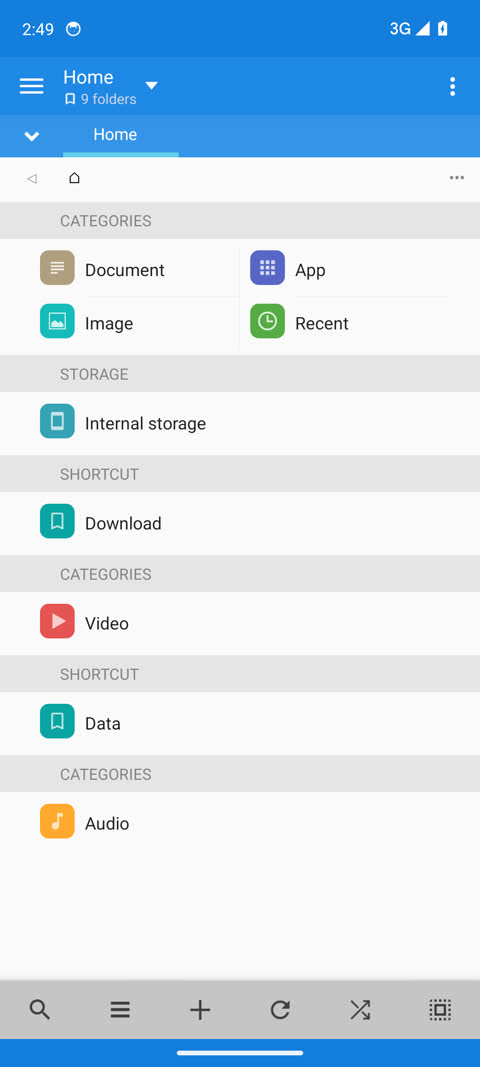 2:49
3G
Home
9 folders
Home
CATEGORIES
Document
App
Image
Recent
STORAGE
Internal storage
SHORTCUT
Download
CATEGORIES
Video
SHORTCUT
Data
CATEGORIES
Audio